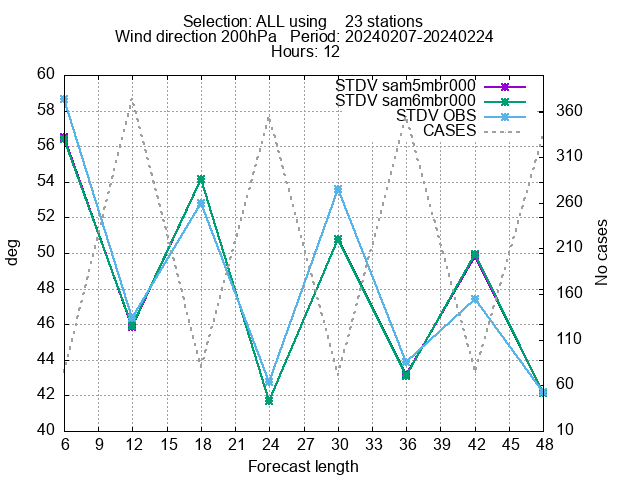 Selection: ALL using    23 stations
Wind direction 200hPa   Period: 20240207-20240224
Hours: 12
STDV sam5mbr000
STDV sam6mbr000
STDV OBS
CASES
60
58
56
54
52
50
48
46
44
42
40
deg
360
310
260
210
160
110
60
10
No cases
6 9 12 15 18 21 24 27 30 33 36 39 42 45 48
Forecast length